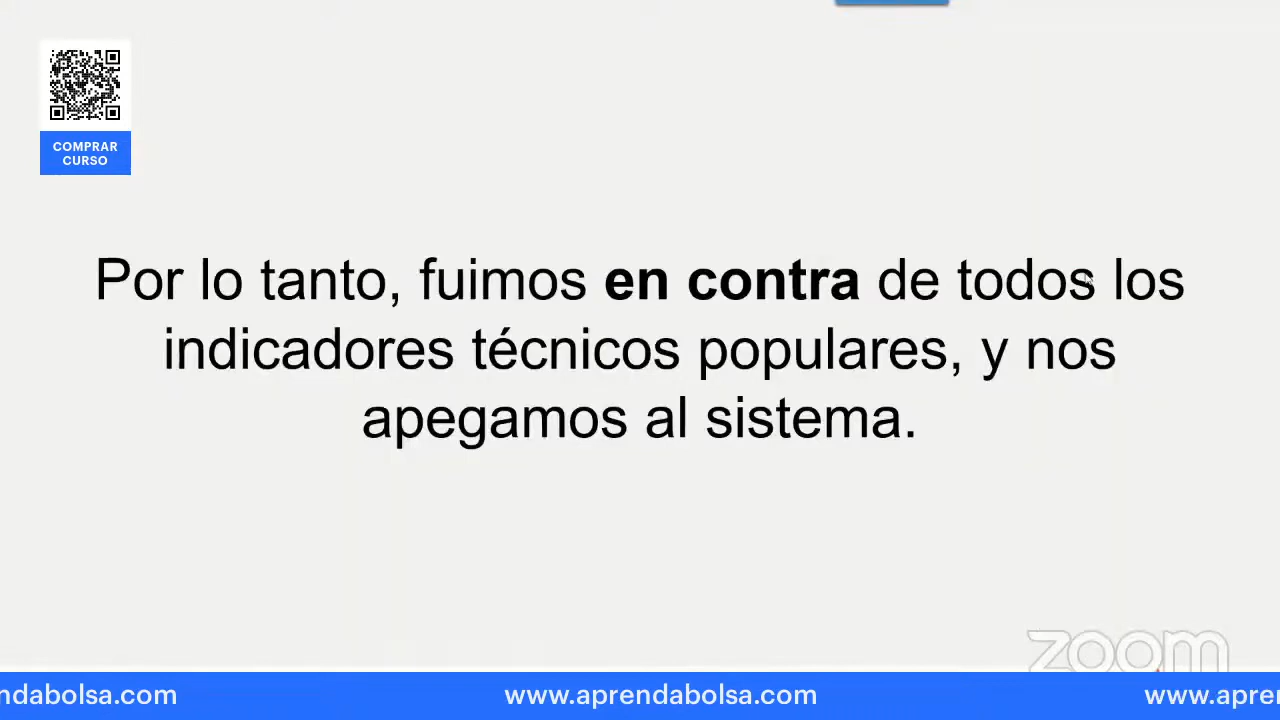 COMPRAR
CURSO
Por lo tanto, fuimos en contra de todos los
indicadores técnicos populares, y nos
apegamos al sistema.
zoom
ndabolsa.com www.aprendabolsa.com www.apren